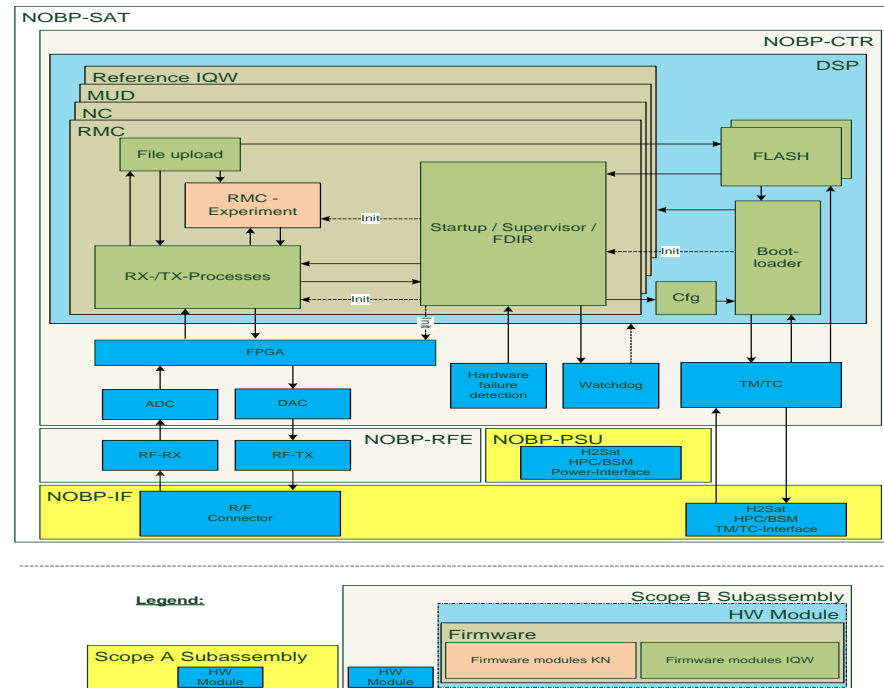 NOBP-SAT
NOBP-CTR
DSP
Reference IQW
MUD
NC
RMC
File upload
FLASH
RMC -
Experiment
Init
Startup / Supervisor /
FDIR
Init
Boot-
loader
RX-/TX-Processes
Init
Cfg
Init
FPGA
Hardware
failure
detection
Watchdog
TM/TC
ADC
DAC
NOBP-RFE
NOBP-PSU
RF-RX
RF-TX
H2Sat
HPC/BSM
Power-Interface
NOBP-IF
R/F
Connector
H2Sat
HPC/BSM
TM/TC-Interface
Legend:
Scope B Subassembly
HW Module
Firmware
Scope A Subassembly
Firmware modules KN
Firmware modules IQW
HW
Module
HW
Module